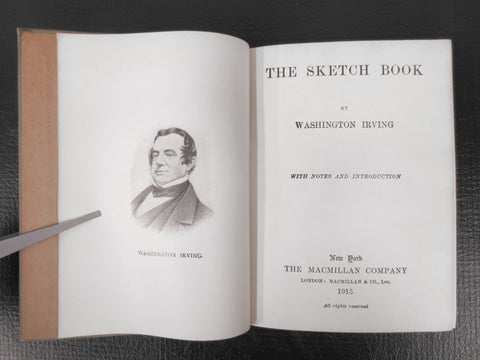 WASHINGTON IRVING.
THE SKETCH BOOK
BY
WASHINGTON IRVING
WITH NOTES AND INTRODUCTION
New York
THE MACMILLAN COMPANY
LONDON: MACMILLAN & CO., LTD.
1915
All rights reserved